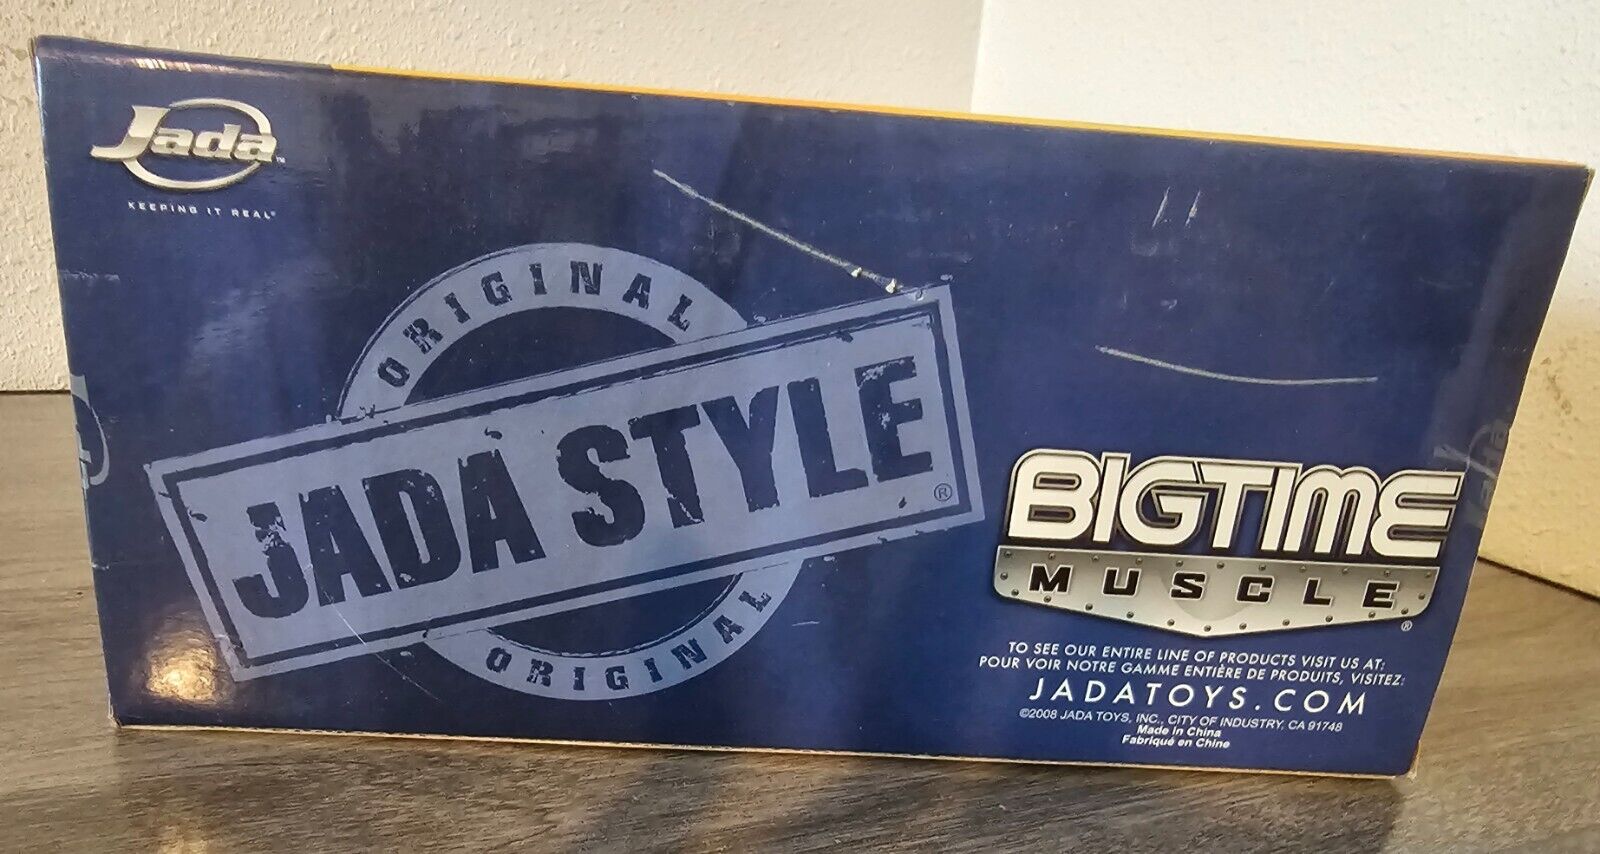 Jada™
KEEPING IT REAL®
ORIGINAL
JADA STYLE®
ORIGINAL
BIGTIME
MUSCLE®
TO SEE OUR ENTIRE LINE OF PRODUCTS VISIT US AT:
POUR VOIR NOTRE GAMME ENTIÈRE DE PRODUITS, VISITEZ:
JADATOYS.COM
©2008 JADA TOYS, INC., CITY OF INDUSTRY, CA 91748
Made in China
Fabriqué en Chine